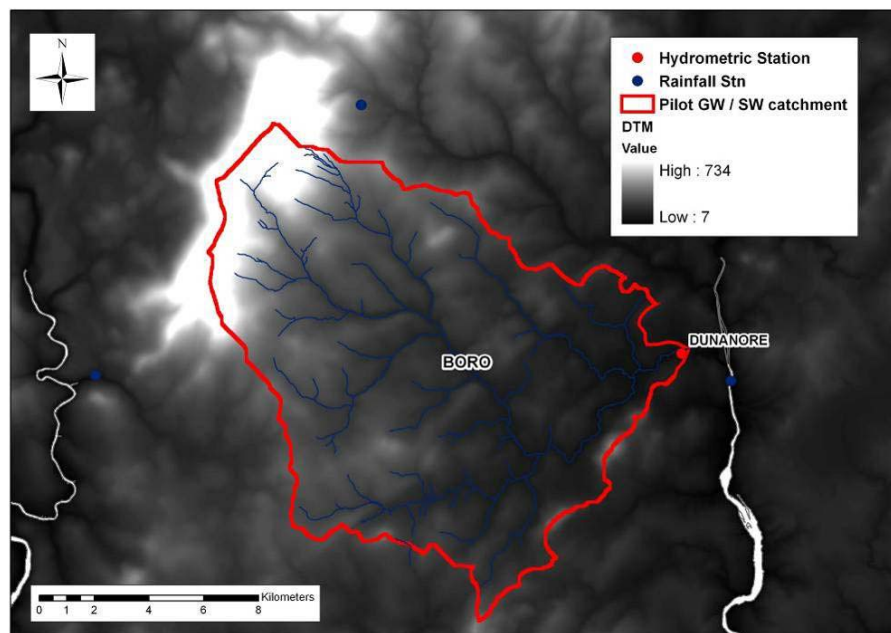 N
Hydrometric Station
Rainfall Stn
Pilot GW / SW catchment
DTM
Value
High : 734
Low : 7
DUNANORE
BORO
Kilometers
0 1 2 4 6 8